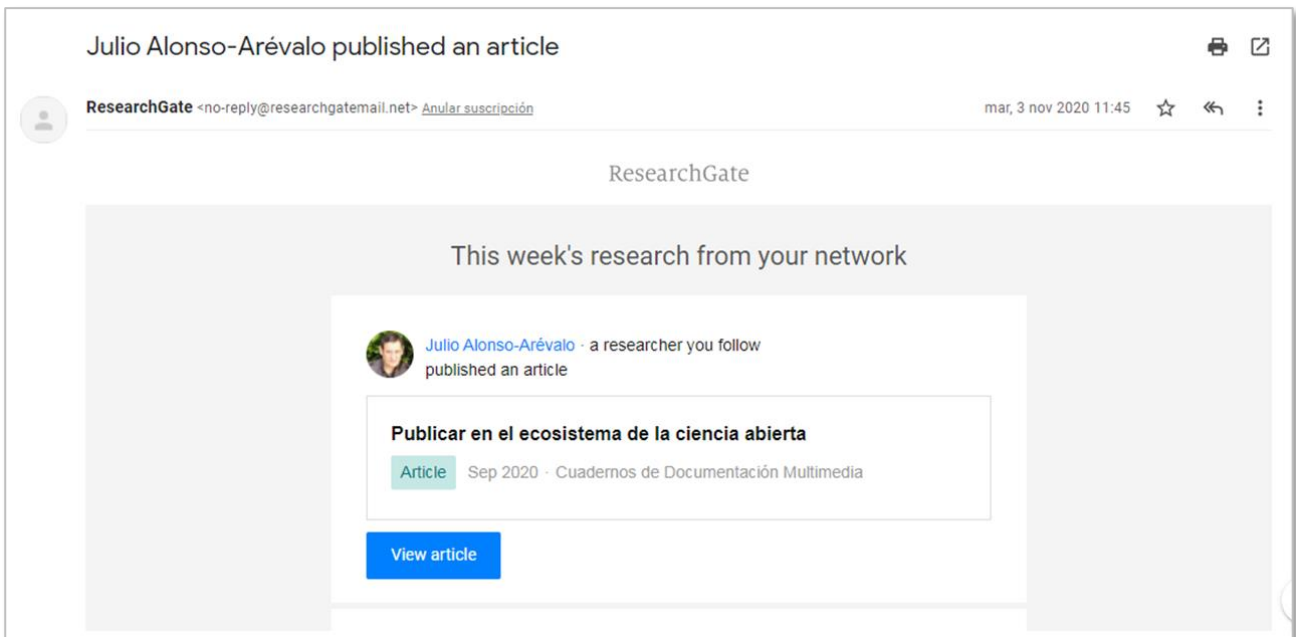 Julio Alonso-Arévalo published an article
ResearchGate <no-reply@researchgatemail.net> Anular suscripción mar, 3 nov 2020 11:45
ResearchGate
This week's research from your network
Julio Alonso-Arévalo · a researcher you follow
published an article
Publicar en el ecosistema de la ciencia abierta
Article Sep 2020 · Cuadernos de Documentación Multimedia
View article